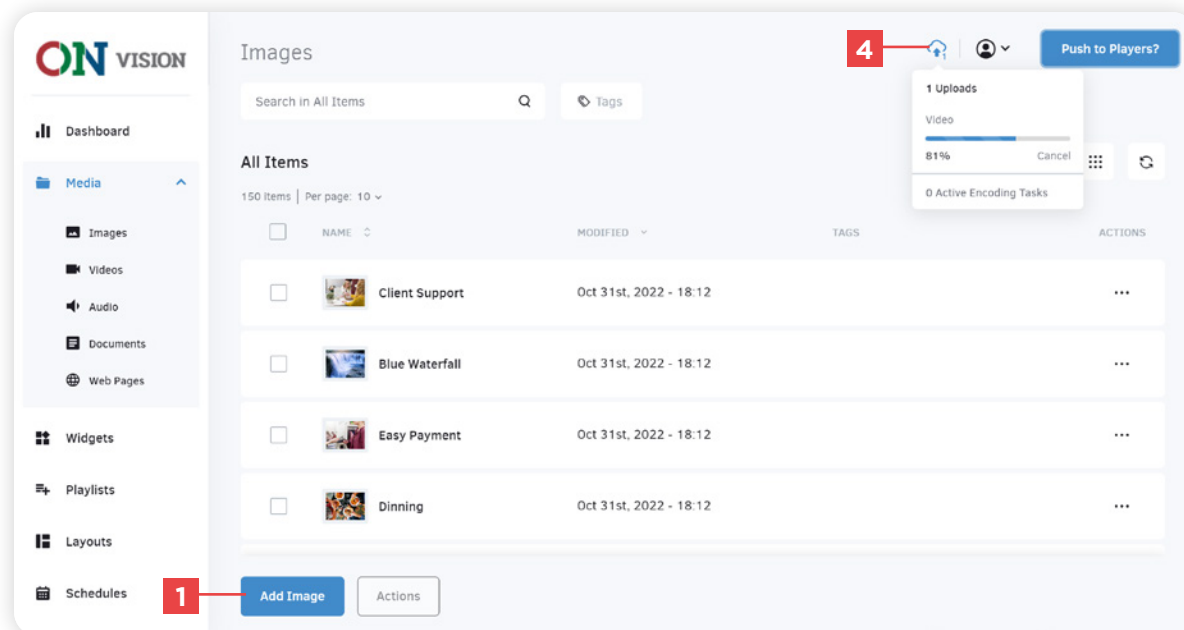 ON VISION
Dashboard
Media
Images
Videos
Audio
Documents
Web Pages
Widgets
Playlists
Layouts
Schedules
Images
4
1
Push to Players?
Search in All Items
Tags
1 Uploads
Video
81% Cancel
0 Active Encoding Tasks
All Items
150 Items | Per page: 10
NAME MODIFIED TAGS ACTIONS
Client Support Oct 31st, 2022 - 18:12 ...
Blue Waterfall Oct 31st, 2022 - 18:12 ...
Easy Payment Oct 31st, 2022 - 18:12 ...
Dinning Oct 31st, 2022 - 18:12 ...
1
Add Image Actions